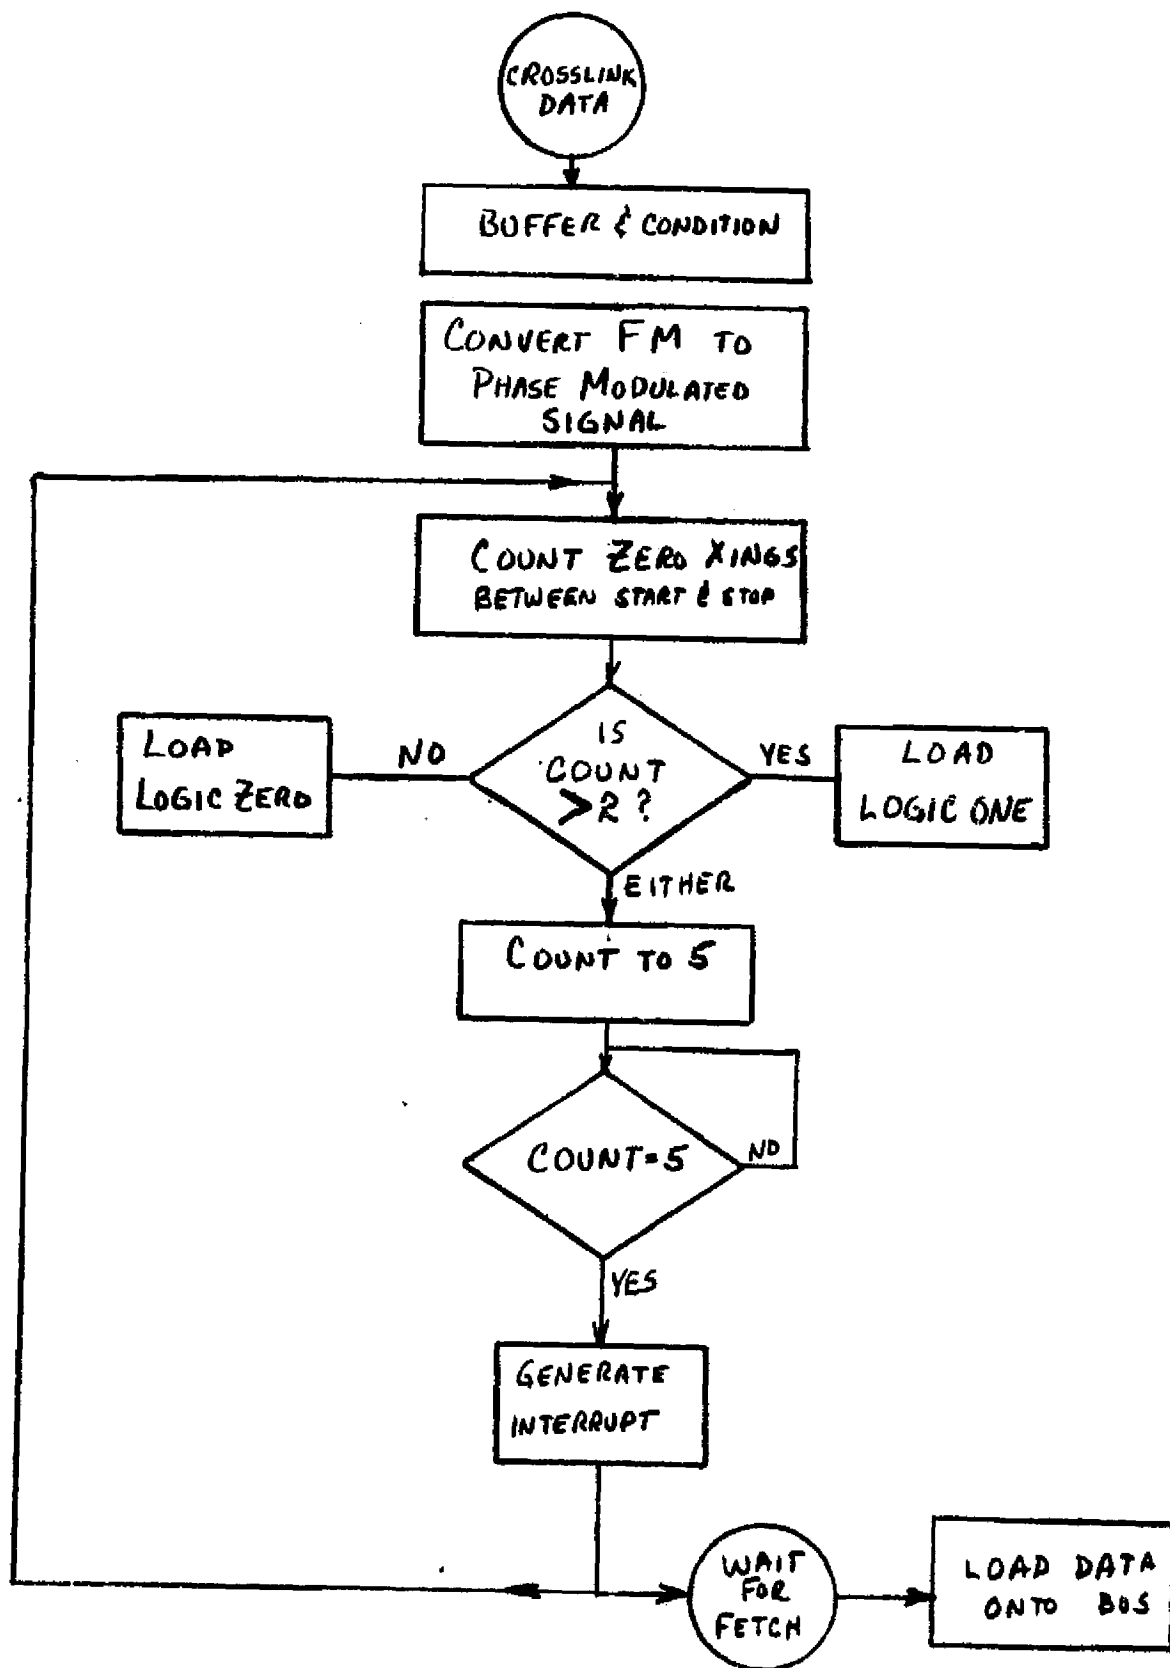 CROSSLINK
DATA
BUFFER & CONDITION
CONVERT FM TO
PHASE MODULATED
SIGNAL
COUNT ZERO XINGS
BETWEEN START & STOP
IS
COUNT
>2?
NO
YES
LOAD
LOGIC ZERO
LOAD
LOGIC ONE
EITHER
COUNT TO 5
COUNT=5
NO
YES
GENERATE
INTERRUPT
WAIT
FOR
FETCH
LOAD DATA
ONTO BUS